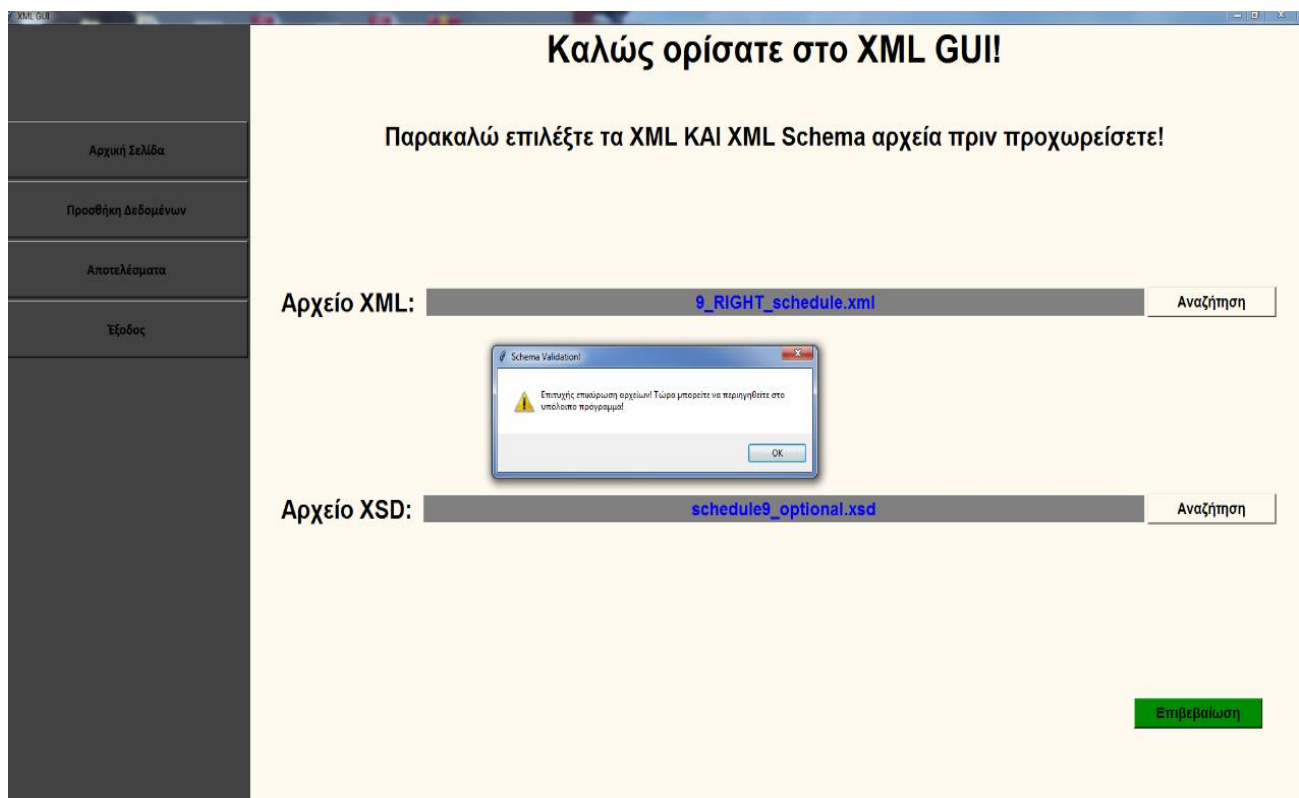 XML GUI
Καλώς ορίσατε στο XML GUI!
Παρακαλώ επιλέξτε τα XML ΚΑΙ XML Schema αρχεία πριν προχωρείσετε!
Αρχική Σελίδα
Προσθήκη Δεδομένων
Αποτελέσματα
Έξοδος
Αρχείο XML:
9_RIGHT_schedule.xml
Αναζήτηση
Schema Validation!
Επιτυχής επικύρωση αρχείων! Τώρα μπορείτε να περιηγηθείτε στο
υπόλοιπο πρόγραμμα!
OK
Αρχείο XSD:
schedule9_optional.xsd
Αναζήτηση
Επιβεβαίωση